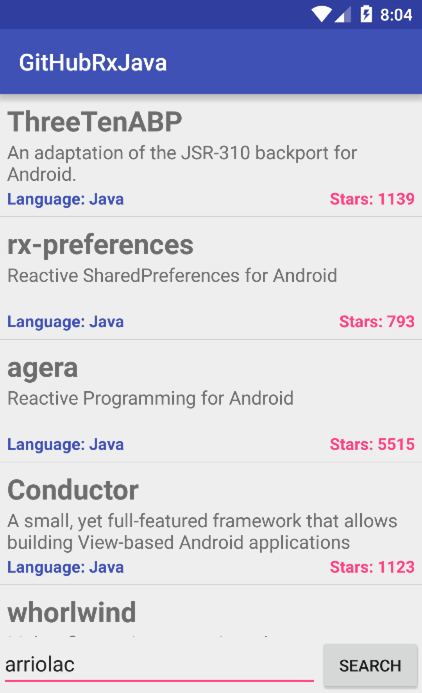 8:04
GitHubRxJava
ThreeTenABP
An adaptation of the JSR-310 backport for
Android.
Language: Java Stars: 1139
rx-preferences
Reactive SharedPreferences for Android
Language: Java Stars: 793
agera
Reactive Programming for Android
Language: Java Stars: 5515
Conductor
A small, yet full-featured framework that allows
building View-based Android applications
Language: Java Stars: 1123
whorlwind
arriolac SEARCH